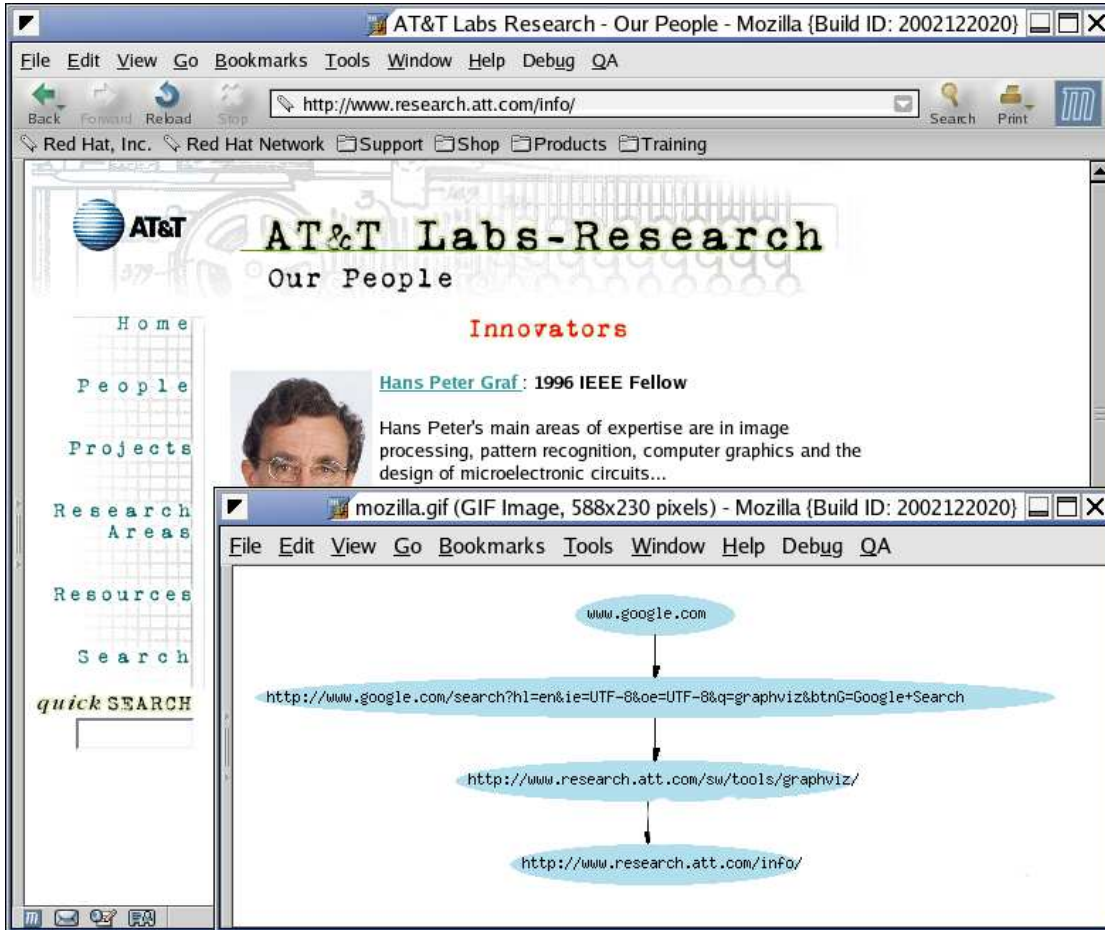 AT&T Labs Research - Our People - Mozilla {Build ID: 2002122020}
File Edit View Go Bookmarks Tools Window Help Debug QA
http://www.research.att.com/info/
Back Forward Reload Stop Search Print
Red Hat, Inc. Red Hat Network Support Shop Products Training
AT&T
AT&T Labs-Research
Our People
Home
People
Projects
Research
Areas
Resources
Search
quick SEARCH
Innovators
Hans Peter Graf : 1996 IEEE Fellow
Hans Peter's main areas of expertise are in image
processing, pattern recognition, computer graphics and the
design of microelectronic circuits...
mozilla.gif (GIF Image, 588x230 pixels) - Mozilla {Build ID: 2002122020}
File Edit View Go Bookmarks Tools Window Help Debug QA
www.google.com
http://www.google.com/search?hl=en&ie=UTF-8&oe=UTF-8&q=graphviz&btnG=Google+Search
http://www.research.att.com/sw/tools/graphviz/
http://www.research.att.com/info/